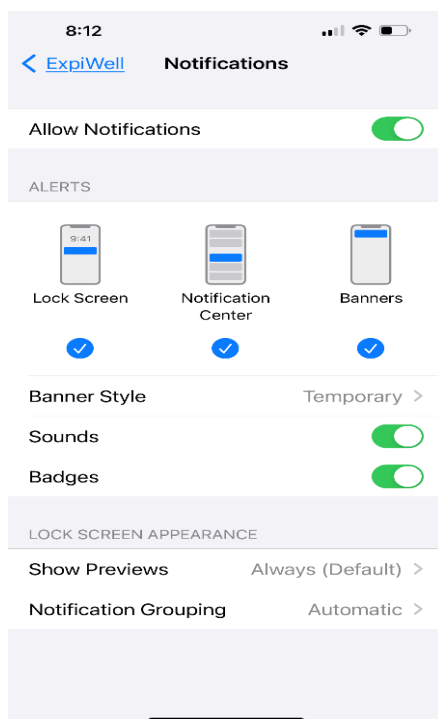 8:12
ExpiWell Notifications
Allow Notifications
ALERTS
9:41
Lock Screen Notification Center Banners
Banner Style Temporary
Sounds
Badges
LOCK SCREEN APPEARANCE
Show Previews Always (Default)
Notification Grouping Automatic